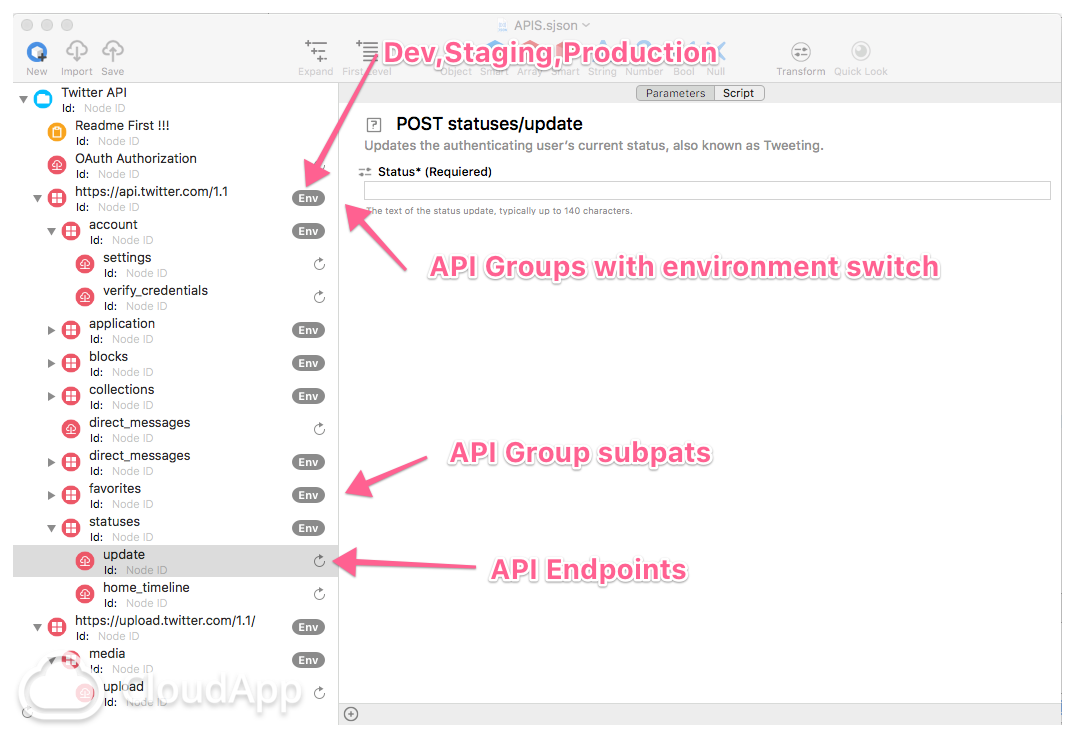 APIS.sjson
New Import Save Expand First Level Object Smart Array Smart String Number Bool Null Transform Quick Look
Dev,Staging,Production
Parameters Script
Twitter API
Id: Node ID
Readme First !!!
Id: Node ID
OAuth Authorization
Id: Node ID
https://api.twitter.com/1.1
Env
Id: Node ID
account
Env
Id: Node ID
settings
Id: Node ID
verify_credentials
Id: Node ID
application
Env
Id: Node ID
blocks
Env
Id: Node ID
collections
Env
Id: Node ID
direct_messages
Id: Node ID
direct_messages
Env
Id: Node ID
favorites
Env
Id: Node ID
statuses
Env
Id: Node ID
update
Id: Node ID
home_timeline
Id: Node ID
https://upload.twitter.com/1.1/
Env
Id: Node ID
media
Env
Id: Node ID
upload
Id: Node ID
CloudApp
POST statuses/update
Updates the authenticating user's current status, also known as Tweeting.
Status* (Requiered)
The text of the status update, typically up to 140 characters.
API Groups with environment switch
API Group subpats
API Endpoints